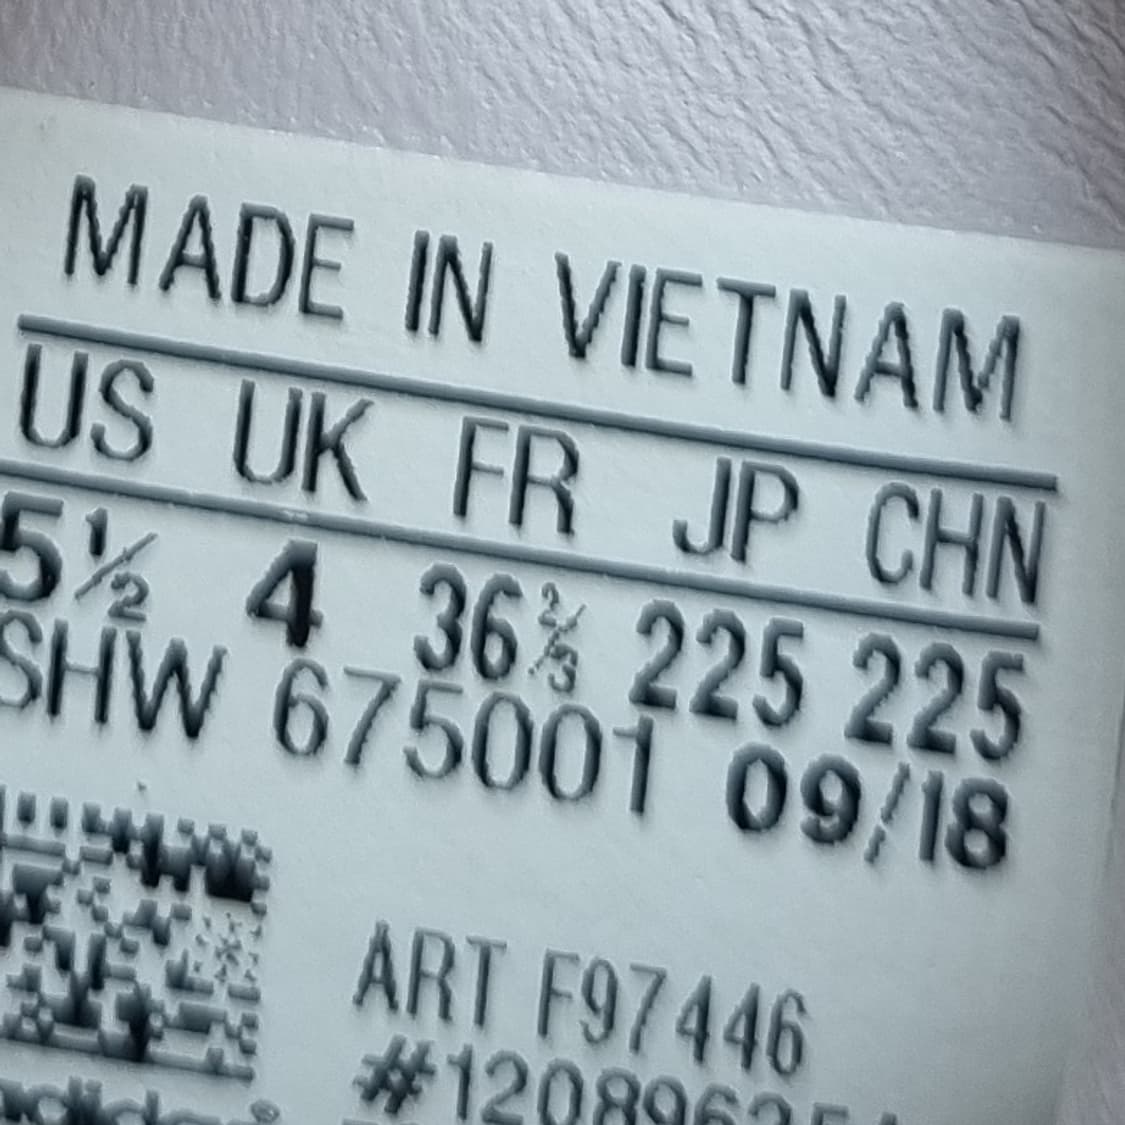 MADE IN VIETNAM
US UK FR JP CHN
5½ 4 36⅔ 225 225
SHW 675001 09/18
ART F97446
adidas